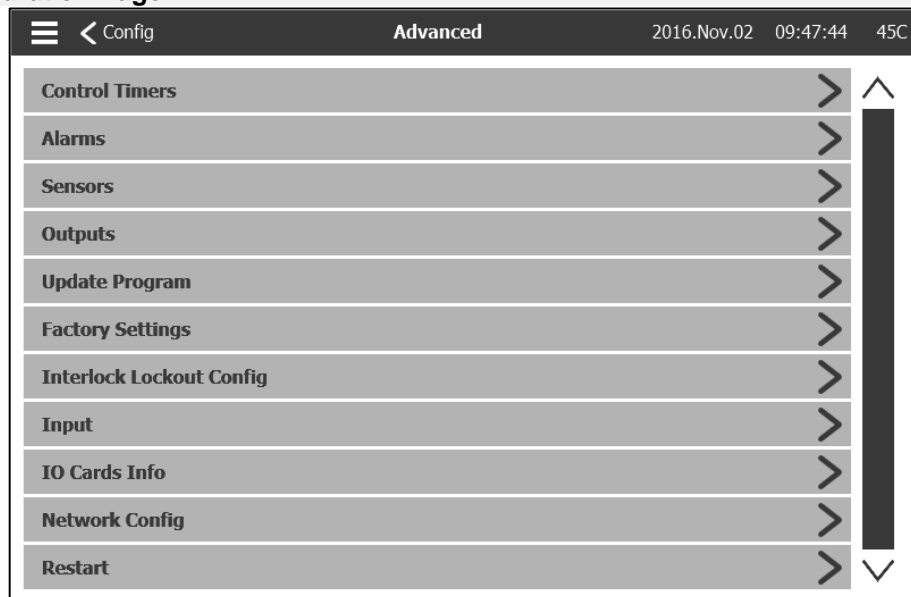 Config Advanced 2016.Nov.02 09:47:44 45C
Control Timers
Alarms
Sensors
Outputs
Update Program
Factory Settings
Interlock Lockout Config
Input
IO Cards Info
Network Config
Restart